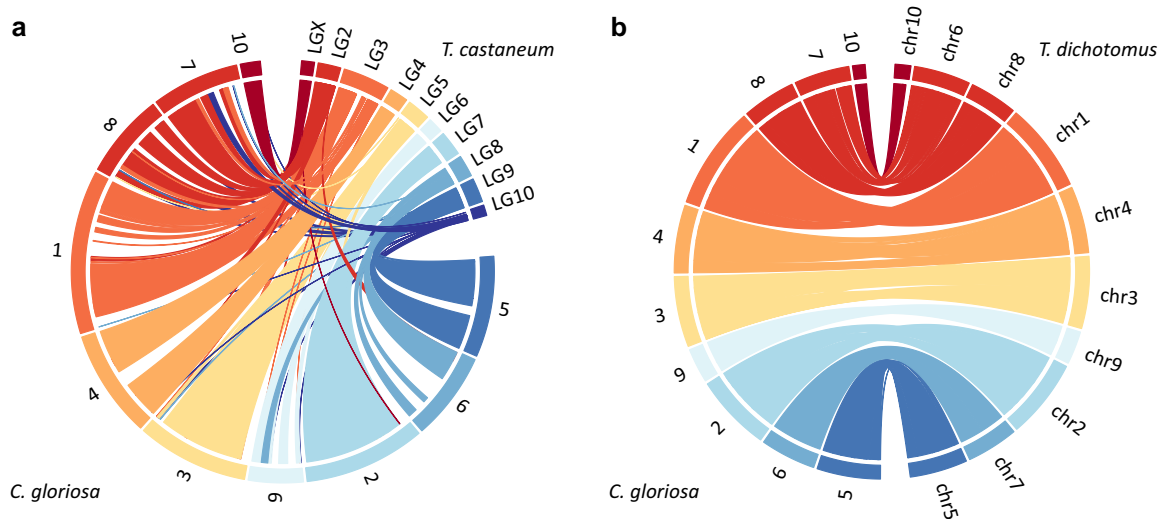 a
10
7
8
1
4
3
9
2
6
5
LGX
LG2
LG3
LG4
LG5
LG6
LG7
LG8
LG9
LG10
T. castaneum
C. gloriosa
b
10
7
8
1
4
3
9
2
6
5
chr10
chr6
chr8
chr1
chr4
chr3
chr9
chr2
chr7
chr5
T. dichotomus
C. gloriosa